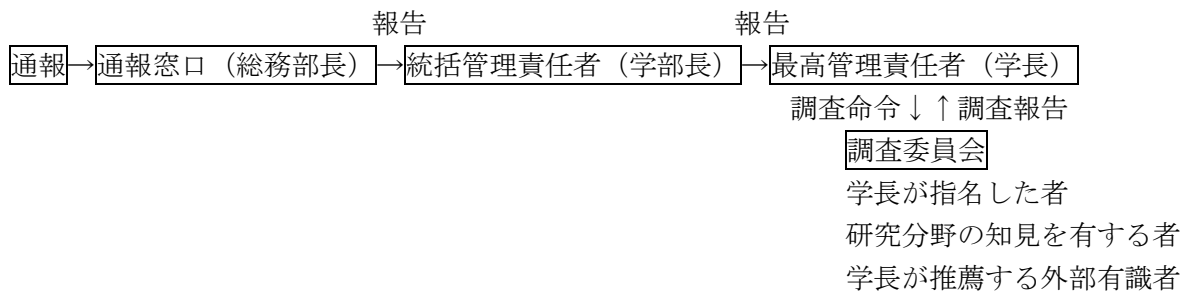 報告 報告
通報→通報窓口（総務部長）→統括管理責任者（学部長）→最高管理責任者（学長）
調査命令↓↑調査報告
調査委員会
学長が指名した者
研究分野の知見を有する者
学長が推薦する外部有識者